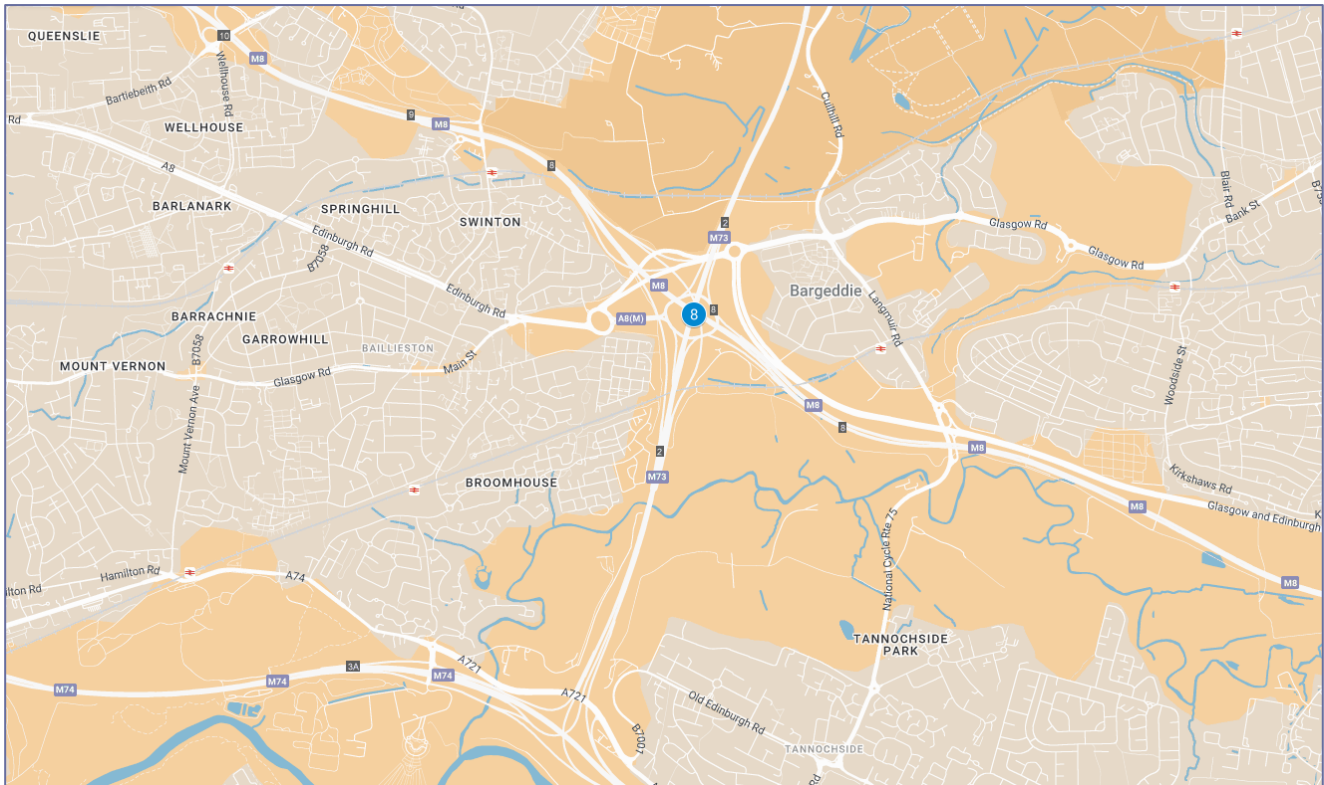 QUEENSLIE
10
M8
Wellhouse Rd
Bartlebeith Rd
Rd
WELLHOUSE
9
M8
8
Cuilhill Rd
A8
BARLANARK
SPRINGHILL
SWINTON
2
M73
Glasgow Rd
Glasgow Rd
Blair Rd
Bank St
Edinburgh Rd
B7058
M8
Bargeddie
Edinburgh Rd
A8(M)
8
8
Langmuir Rd
BARRACHNIE
GARROWHILL
B7058
BAILLIESTON
Main St
MOUNT VERNON
Glasgow Rd
Woodside St
M8
8
Mount Vernon Ave
2
M73
M8
BROOMHOUSE
Kirkshaws Rd
M8
Glasgow and Edinburgh
K
National Cycle Rte 75
Hamilton Rd
A74
ilton Rd
M8
TANNOCHSIDE
PARK
3A
M74
M74
M74
A721
A721
Old Edinburgh Rd
B7007
TANNOCHSIDE
Rd